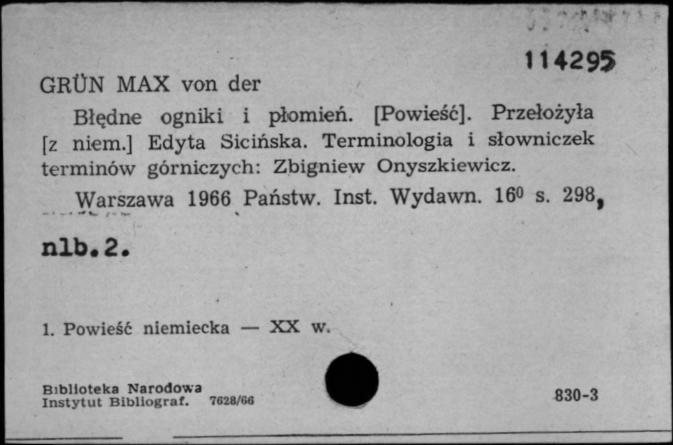 114295
GRÜN MAX von der
Błędne ogniki i płomień. [Powieść]. Przełożyła
[z niem.] Edyta Sicińska. Terminologia i słowniczek
terminów górniczych: Zbigniew Onyszkiewicz.
Warszawa 1966 Państw. Inst. Wydawn. 16⁰ s. 298,
nlb. 2.
1. Powieść niemiecka — XX w.
Biblioteka Narodowa
Instytut Bibliograf. 7628/66
830-3